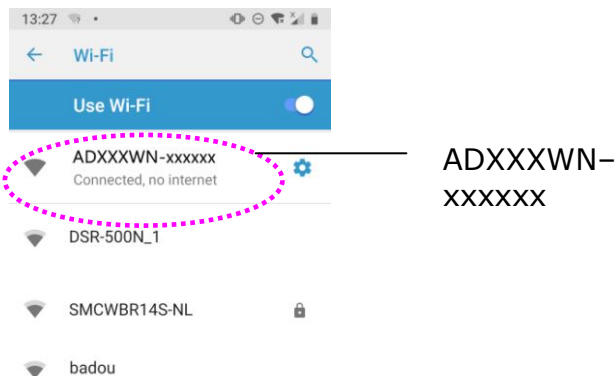 13:27
Wi-Fi
Use Wi-Fi
ADXXXWN-xxxxxx
Connected, no internet
DSR-500N_1
SMCWBR14S-NL
badou
ADXXXWN–
xxxxxx